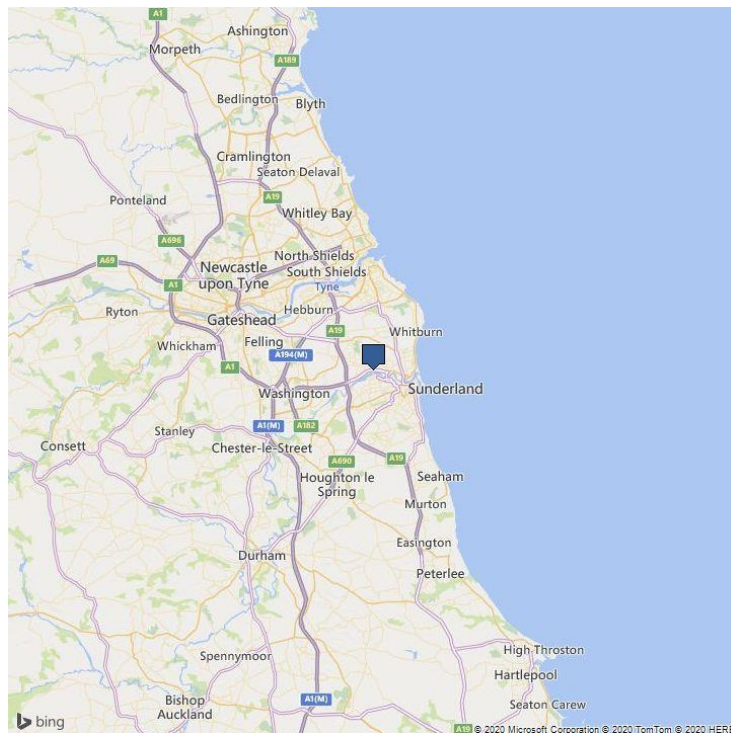 A1
Ashington
Morpeth
A189
Bedlington
Blyth
Cramlington
Seaton Delaval
A19
Ponteland
Whitley Bay
A696
North Shields
A69
Newcastle
upon Tyne
South Shields
A1
Tyne
Ryton
Hebburn
Gateshead
A19
Whitburn
Whickham
Felling
A194(M)
A1
Washington
Sunderland
A1(M)
A182
Stanley
Consett
Chester-le-Street
A690
A19
Houghton le
Spring
Seaham
Murton
Easington
Durham
Peterlee
High Throston
Spennymoor
Hartlepool
Bishop
Auckland
A1(M)
Seaton Carew
bing
A19
© 2020 Microsoft Corporation © 2020 TomTom © 2020 HERE